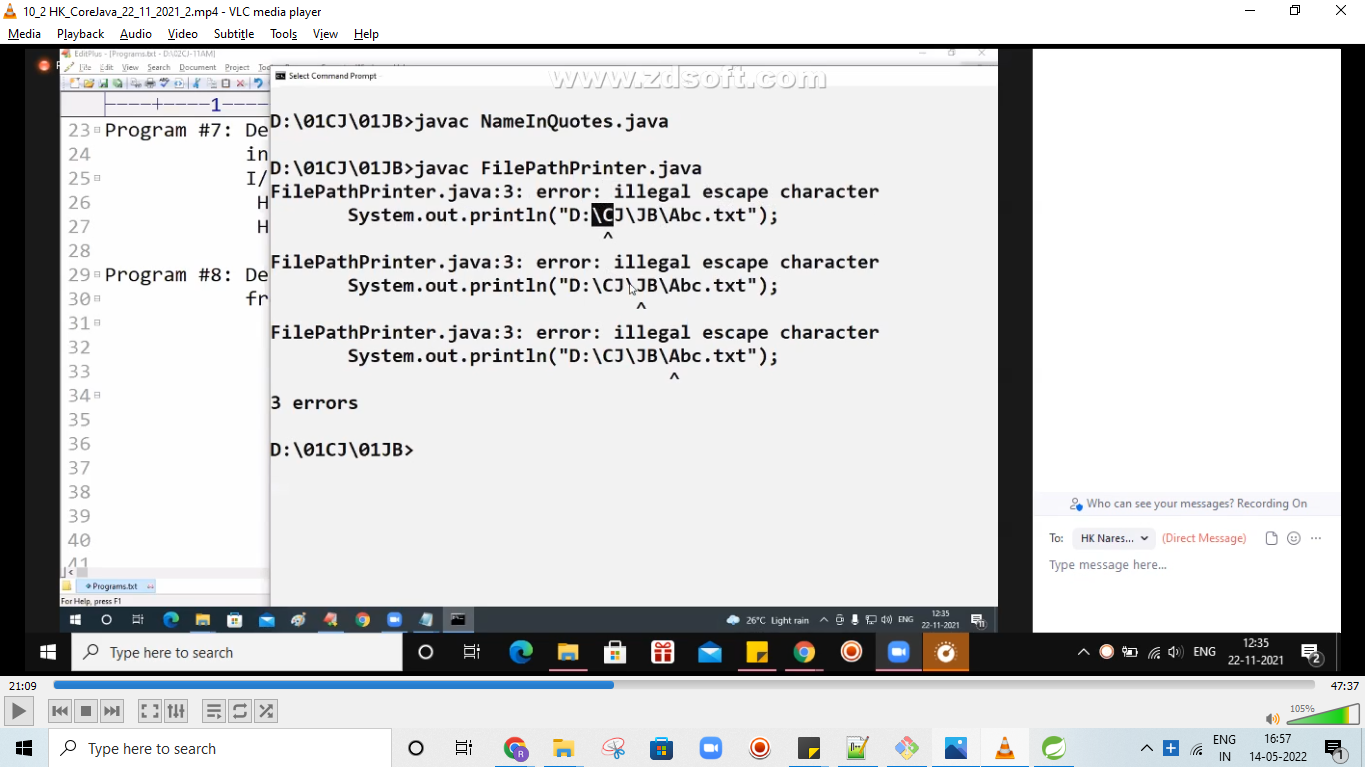 10_2 HK_CoreJava_22_11_2021_2.mp4 - VLC media player
Media Playback Audio Video Subtitle Tools View Help
EditPlus - [Programs.txt - D:\02CJ-11AM]
File Edit View Search Document Project
Select Command Prompt
www.zdsoft.com
----+----1----
23 Program #7: De
24 in
25 I/
26 H
27 H
28
29 Program #8: De
30 fr
31
32
33
34
35
36
37
38
39
40
41
D:\01CJ\01JB>javac NameInQuotes.java
D:\01CJ\01JB>javac FilePathPrinter.java
FilePathPrinter.java:3: error: illegal escape character
System.out.println("D:\CJ\JB\Abc.txt");
^
FilePathPrinter.java:3: error: illegal escape character
System.out.println("D:\CJ\JB\Abc.txt");
^
FilePathPrinter.java:3: error: illegal escape character
System.out.println("D:\CJ\JB\Abc.txt");
^
3 errors
D:\01CJ\01JB>
Programs.txt
For Help, press F1
26°C Light rain
ENG
12:35
22-11-2021
Who can see your messages? Recording On
To: HK Nares... (Direct Message)
Type message here...
Type here to search
ENG
12:35
22-11-2021
2
21:09
47:37
105%
Type here to search
R
ENG
IN
16:57
14-05-2022
1